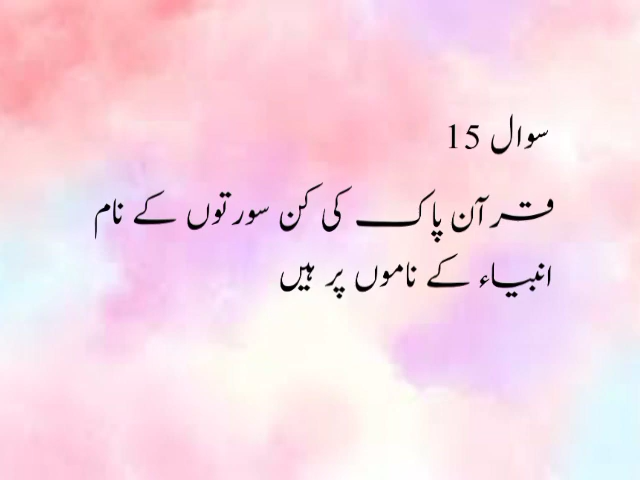 سوال 15
قرآن پاک کی کن سورتوں کے نام
انبیاء کے ناموں پر ہیں